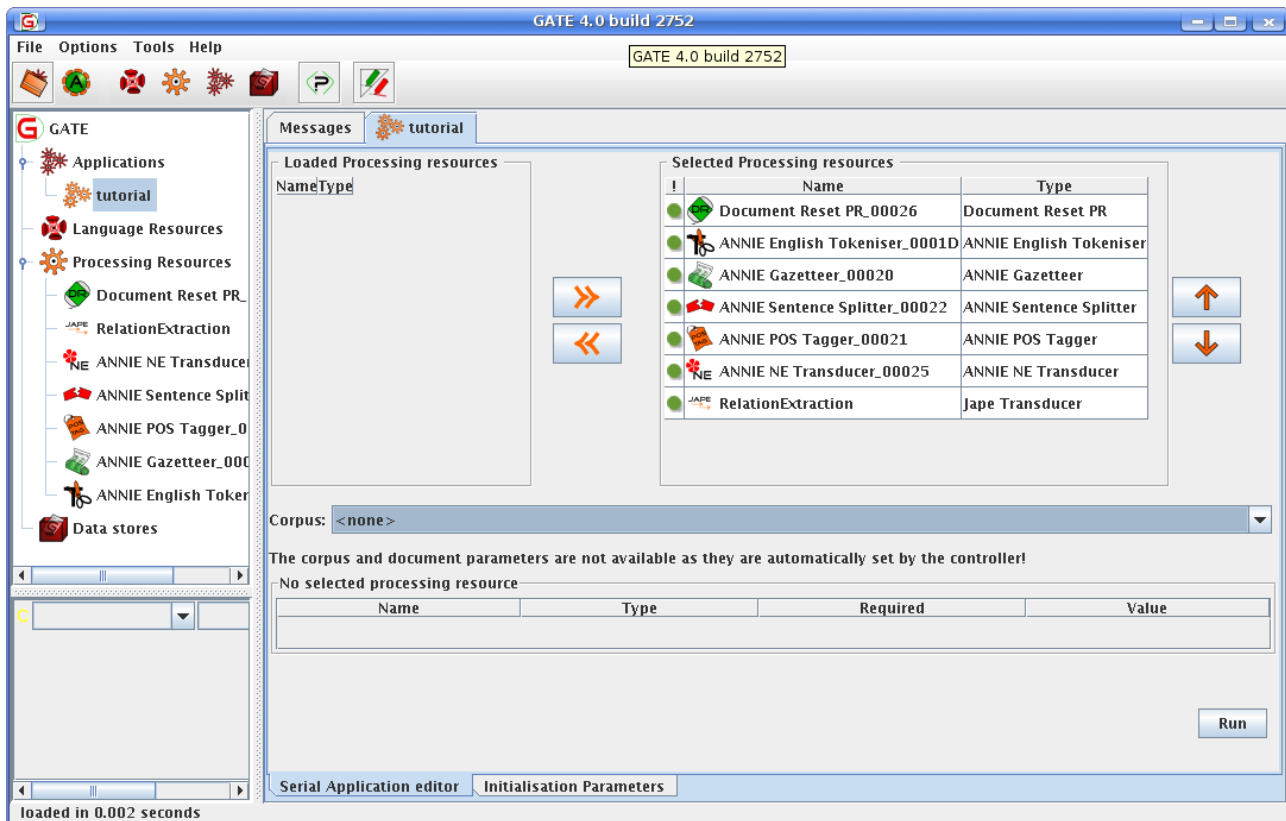 GATE 4.0 build 2752
File Options Tools Help
GATE 4.0 build 2752
GATE
Applications
tutorial
Language Resources
Processing Resources
Document Reset PR_
RelationExtraction
ANNIE NE Transducer
ANNIE Sentence Split
ANNIE POS Tagger_0
ANNIE Gazetteer_000
ANNIE English Toker
Data stores
Messages tutorial
Loaded Processing resources
Name Type
Selected Processing resources
! Name Type
Document Reset PR_00026 Document Reset PR
ANNIE English Tokeniser_0001D ANNIE English Tokeniser
ANNIE Gazetteer_00020 ANNIE Gazetteer
ANNIE Sentence Splitter_00022 ANNIE Sentence Splitter
ANNIE POS Tagger_00021 ANNIE POS Tagger
ANNIE NE Transducer_00025 ANNIE NE Transducer
RelationExtraction Jape Transducer
Corpus: <none>
The corpus and document parameters are not available as they are automatically set by the controller!
No selected processing resource
Name Type Required Value
Run
Serial Application editor Initialisation Parameters
C
loaded in 0.002 seconds